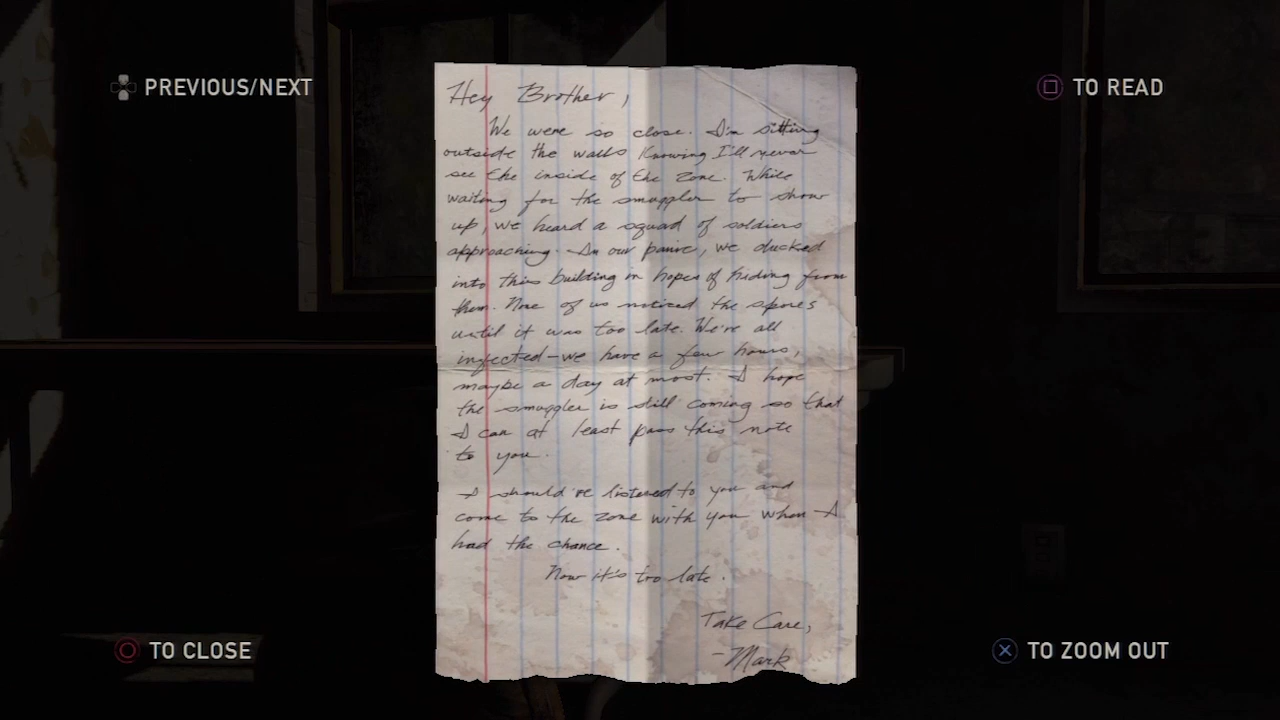 PREVIOUS/NEXT
TO READ
Hey Brother,
We were so close. I'm sitting
outside the walls knowing I'll never
see the inside of the zone. While
waiting for the smuggler to show
up, we heard a squad of soldiers
approaching. In our panic, we ducked
into this building in hopes of hiding from
them. None of us noticed the spores
until it was too late. We're all
infected-we have a few hours,
maybe a day at most. I hope
the smuggler is still coming so that
I can at least pass this note
to you.
I should've listened to you and
come to the zone with you when I
had the chance.
Now it's too late.
Take Care,
-Mark
TO CLOSE
TO ZOOM OUT